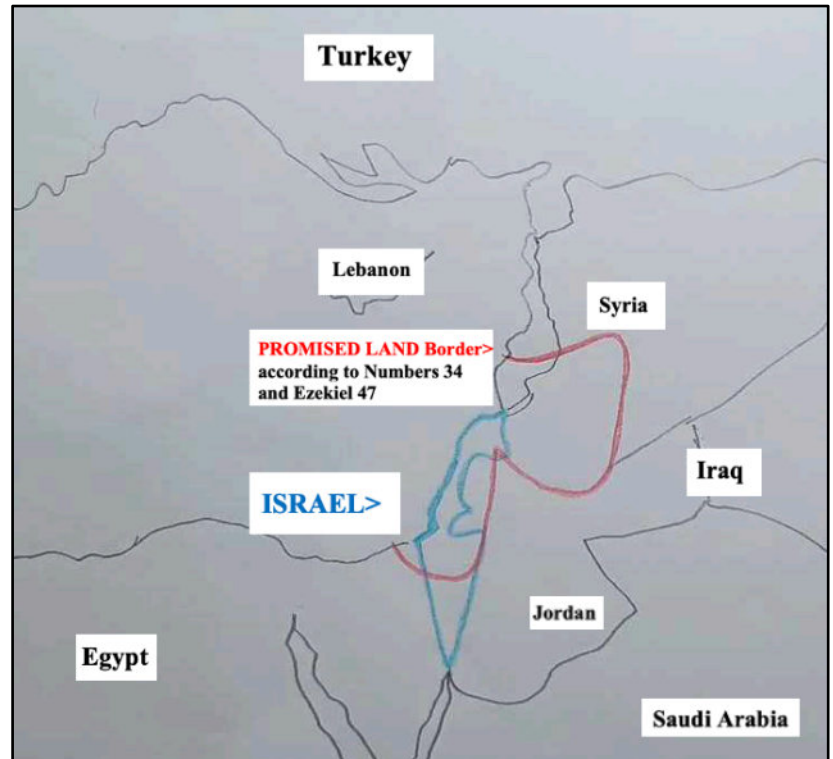 Turkey
Lebanon
Syria
PROMISED LAND Border>
according to Numbers 34
and Ezekiel 47
ISRAEL>
Iraq
Jordan
Egypt
Saudi Arabia